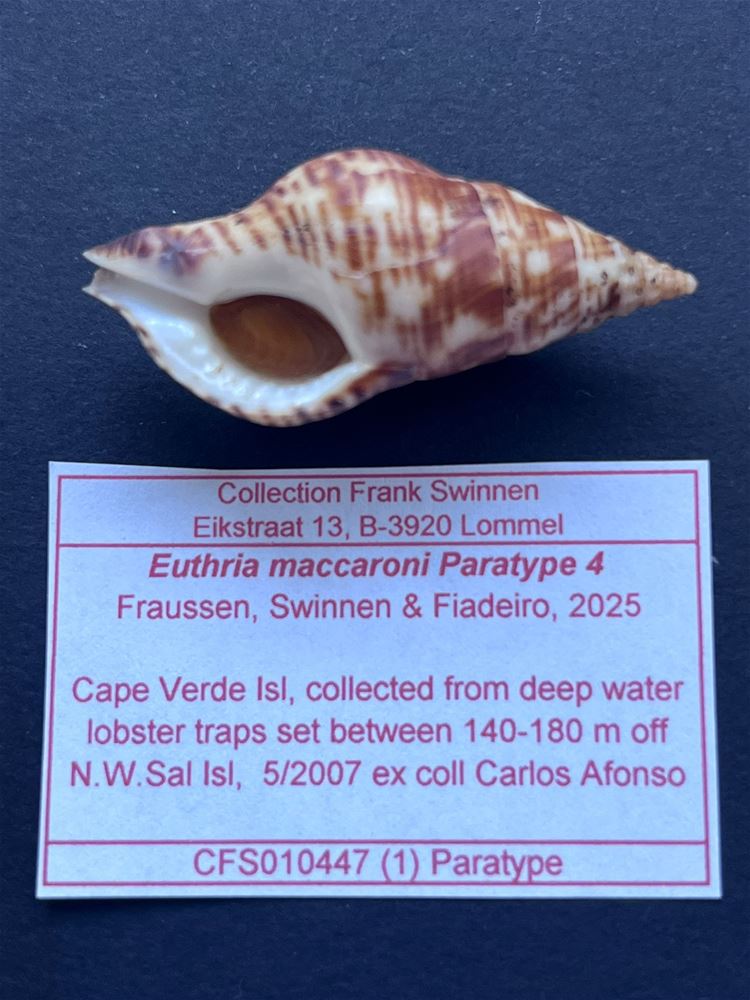 Collection Frank Swinnen
Eikstraat 13, B-3920 Lommel
Euthria maccaroni Paratype 4
Fraussen, Swinnen & Fiadeiro, 2025
Cape Verde Isl, collected from deep water
lobster traps set between 140-180 m off
N.W.Sal Isl, 5/2007 ex coll Carlos Afonso
CFS010447 (1) Paratype